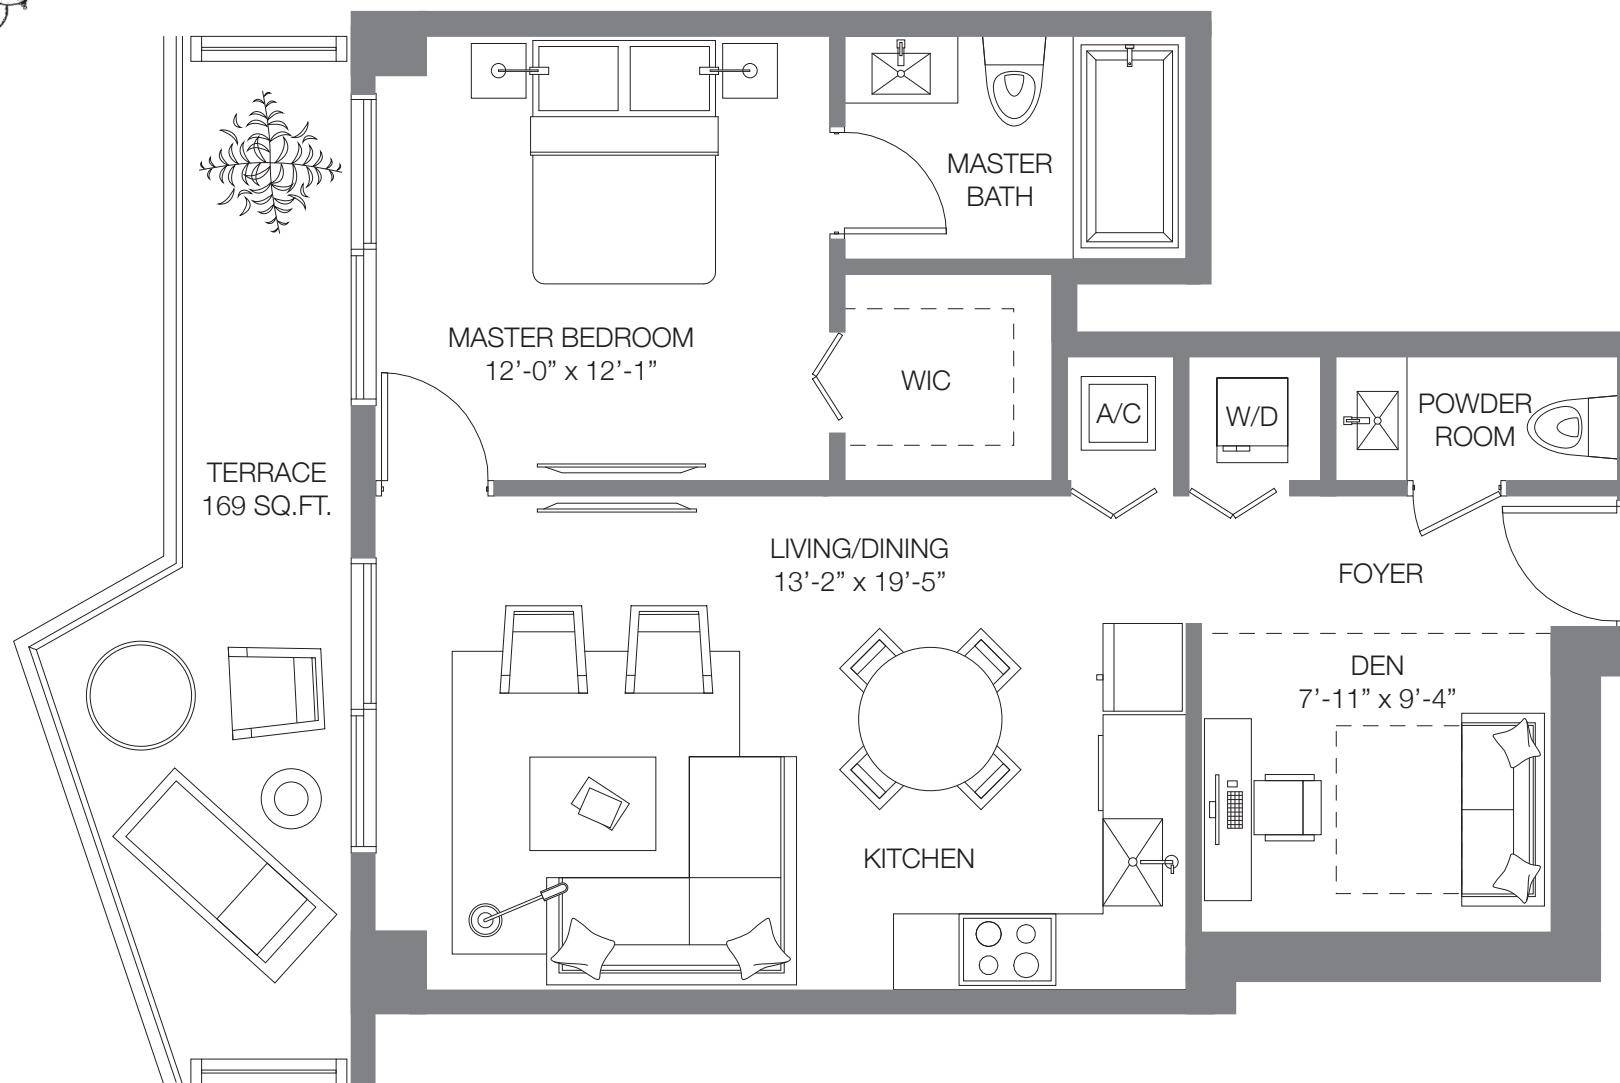 MASTER
BATH
MASTER BEDROOM
12’-0” x 12’-1”
WIC
A/C
W/D
POWDER
ROOM
TERRACE
169 SQ.FT.
LIVING/DINING
13’-2” x 19’-5”
FOYER
DEN
7’-11” x 9’-4”
KITCHEN